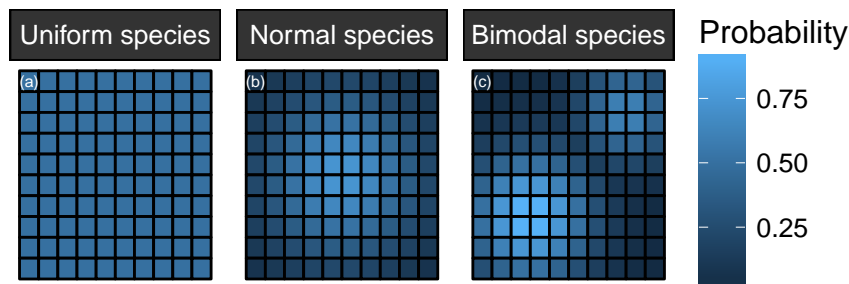 Uniform species
Normal species
Bimodal species
Probability
(a)
(b)
(c)
0.75
0.50
0.25